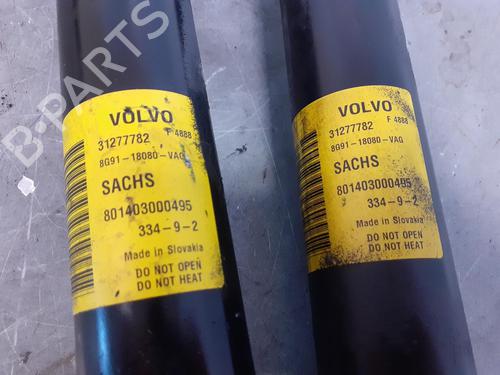 B-PARTS
VOLVO
31277782 F 4888
8G91-18080-VAG
SACHS
801403000495
334-9-2
Made in Slovakia
DO NOT OPEN
DO NOT HEAT
VOLVO
31277782 F 4888
8G91-18080-VAG
SACHS
801403000495
334-9-2
Made in Slovakia
DO NOT OPEN
DO NOT HEAT